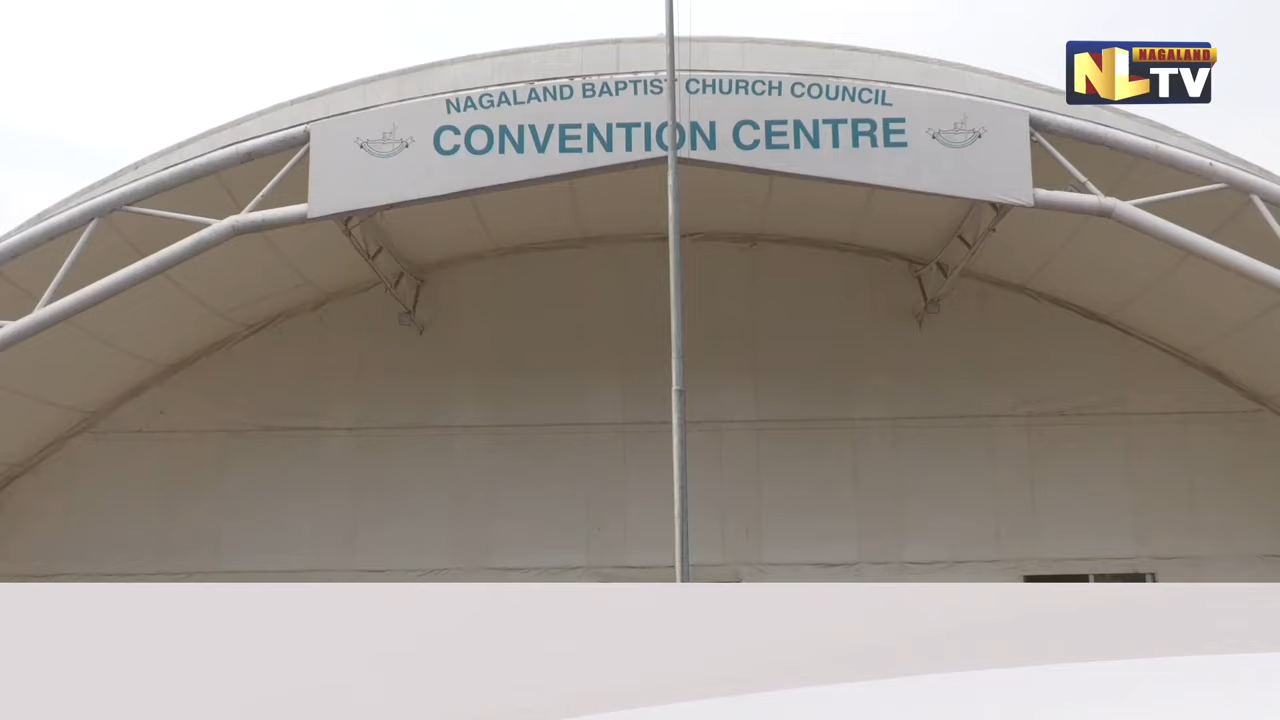 NAGALAND BAPTIST CHURCH COUNCIL
CONVENTION CENTRE
NAGALAND
NLTV